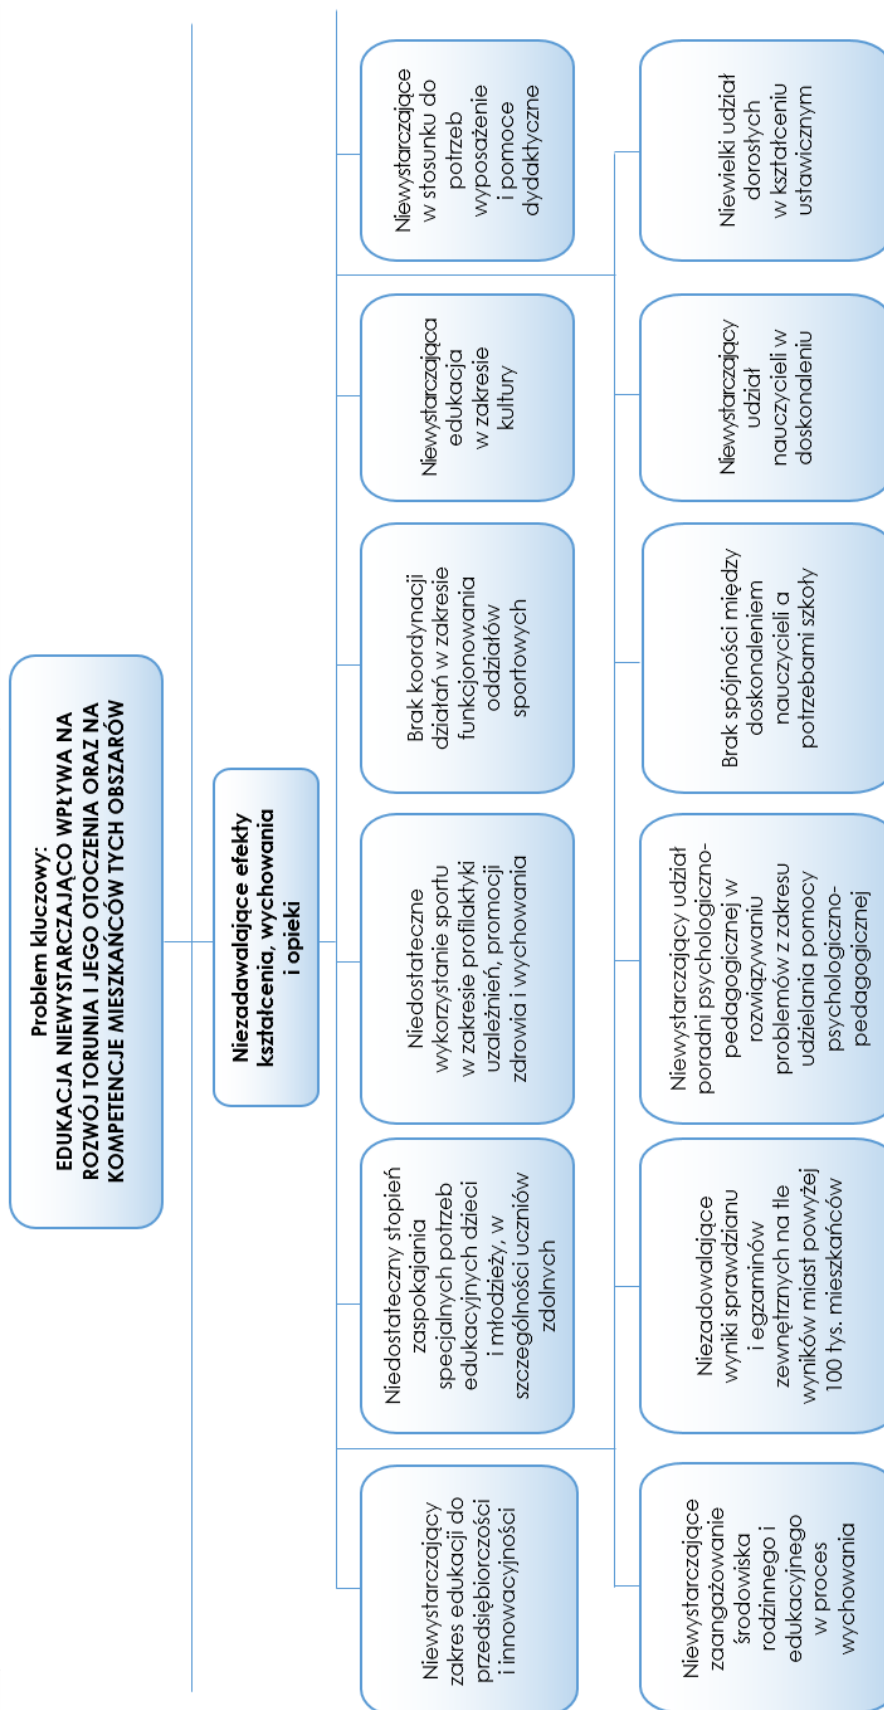 Problem kluczowy:
EDUKACJA NIEWYSTARCZAJĄCO WPŁYWA NA
ROZWÓJ TORUNIA I JEGO OTOCZENIA ORAZ NA
KOMPETENCJE MIESZKAŃCÓW TYCH OBSZARÓW
Niezadawalające efekty
kształcenia, wychowania
i opieki
Niewystarczający
zakres edukacji do
przedsiębiorczości
i innowacyjności
Niedostateczny stopień
zaspokajania
specjalnych potrzeb
edukacyjnych dzieci
i młodzieży, w
szczególności uczniów
zdolnych
Niedostateczne
wykorzystanie sportu
w zakresie profilaktyki
uzależnień, promocji
zdrowia i wychowania
Brak koordynacji
działań w zakresie
funkcjonowania
oddziałów
sportowych
Niewystarczająca
edukacja
w zakresie
kultury
Niewystarczające
w stosunku do
potrzeb
wyposażenie
i pomoce
dydaktyczne
Niewystarczające
zaangażowanie
środowiska
rodzinnego i
edukacyjnego
w proces
wychowania
Niezadowalające
wyniki sprawdzianu
i egzaminów
zewnętrznych na tle
wyników miast powyżej
100 tys. mieszkańców
Niewystarczający udział
poradni psychologiczno-
pedagogicznej w
rozwiązywaniu
problemów z zakresu
udzielania pomocy
psychologiczno-
pedagogicznej
Brak spójności między
doskonaleniem
nauczycieli a
potrzebami szkoły
Niewystarczający
udział
nauczycieli w
doskonaleniu
Niewielki udział
dorosłych
w kształceniu
ustawicznym